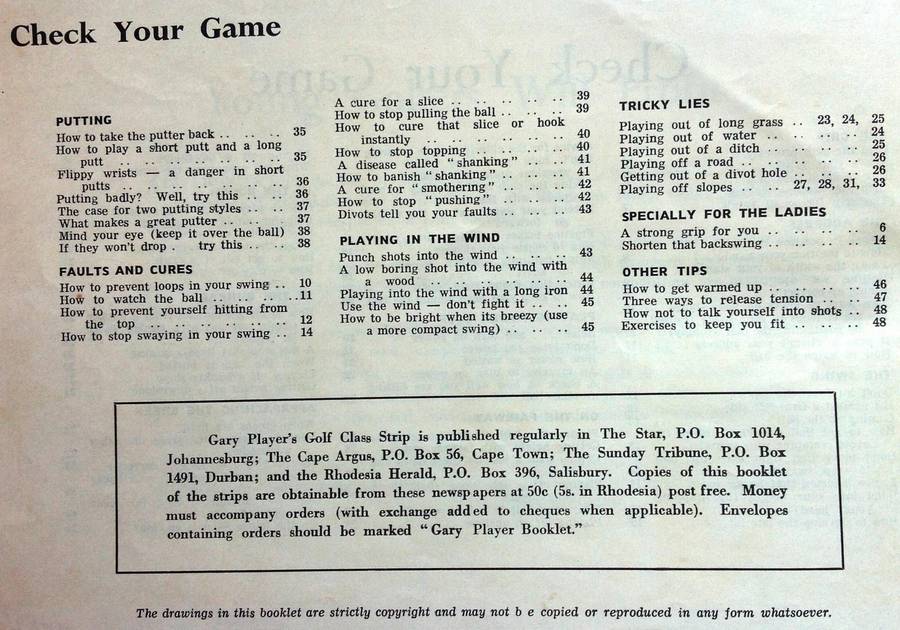 Check Your Game
PUTTING
How to take the putter back .. .. .. 35
How to play a short putt and a long
putt .. .. .. .. .. .. .. .. 35
Flippy wrists — a danger in short
putts .. .. .. .. .. .. .. .. 36
Putting badly? Well, try this .. .. 36
The case for two putting styles .. .. 37
What makes a great putter .. .. .. 37
Mind your eye (keep it over the ball) 38
If they won't drop . try this .. .. 38
FAULTS AND CURES
How to prevent loops in your swing .. 10
How to watch the ball .. .. .. .. ..11
How to prevent yourself hitting from
the top .. .. .. .. .. .. .. 12
How to stop swaying in your swing .. 14
A cure for a slice .. .. .. .. .. .. 39
How to stop pulling the ball .. .. .. 39
How to cure that slice or hook
instantly .. .. .. .. .. .. .. 40
How to stop topping .. .. .. .. .. 40
A disease called "shanking" .. .. .. 41
How to banish "shanking" .. .. .. 41
A cure for "smothering" .. .. .. .. 42
How to stop "pushing" .. .. .. .. 42
Divots tell you your faults .. .. .. 43
PLAYING IN THE WIND
Punch shots into the wind .. .. .. 43
A low boring shot into the wind with
a wood .. .. .. .. .. .. .. 44
Playing into the wind with a long iron 44
Use the wind — don't fight it .. .. 45
How to be bright when its breezy (use
a more compact swing) .. .. .. 45
TRICKY LIES
Playing out of long grass .. 23, 24, 25
Playing out of water .. .. .. .. .. 24
Playing out of a ditch .. .. .. .. .. 25
Playing off a road .. .. .. .. .. .. 26
Getting out of a divot hole .. .. .. 26
Playing off slopes .. .. 27, 28, 31, 33
SPECIALLY FOR THE LADIES
A strong grip for you .. .. .. .. .. 6
Shorten that backswing .. .. .. .. 14
OTHER TIPS
How to get warmed up .. .. .. .. .. 46
Three ways to release tension .. .. .. 47
How not to talk yourself into shots .. 48
Exercises to keep you fit .. .. .. .. 48
Gary Player's Golf Class Strip is published regularly in The Star, P.O. Box 1014,
Johannesburg; The Cape Argus, P.O. Box 56, Cape Town; The Sunday Tribune, P.O. Box
1491, Durban; and the Rhodesia Herald, P.O. Box 396, Salisbury. Copies of this booklet
of the strips are obtainable from these newspapers at 50c (5s. in Rhodesia) post free. Money
must accompany orders (with exchange added to cheques when applicable). Envelopes
containing orders should be marked "Gary Player Booklet."
The drawings in this booklet are strictly copyright and may not b e copied or reproduced in any form whatsoever.